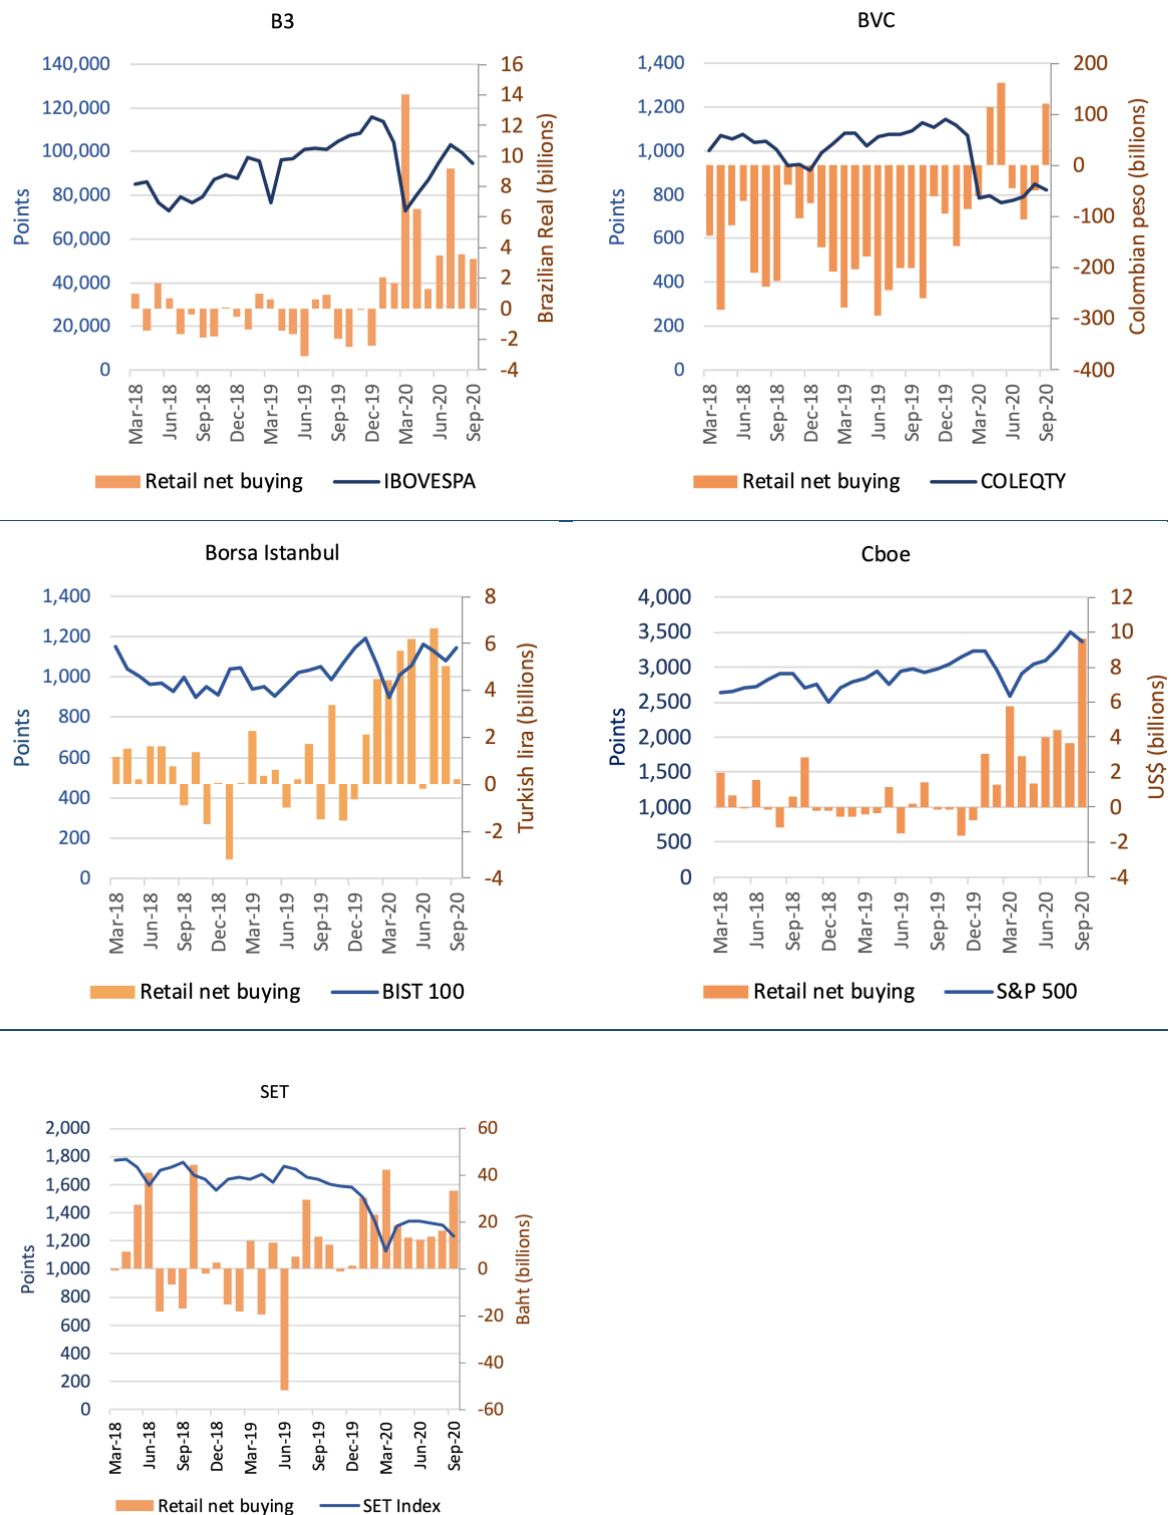 B3
140,000
120,000
100,000
80,000
60,000
40,000
20,000
0
Points
16
14
12
10
8
6
4
2
0
-2
-4
Brazilian Real (billions)
Mar-18
Jun-18
Sep-18
Dec-18
Mar-19
Jun-19
Sep-19
Dec-19
Mar-20
Jun-20
Sep-20
Retail net buying
IBOVESPA
BVC
1,400
1,200
1,000
800
600
400
200
0
Points
200
100
0
-100
-200
-300
-400
Colombian peso (billions)
Mar-18
Jun-18
Sep-18
Dec-18
Mar-19
Jun-19
Sep-19
Dec-19
Mar-20
Jun-20
Sep-20
Retail net buying
COLEQTY
Borsa Istanbul
1,400
1,200
1,000
800
600
400
200
0
Points
8
6
4
2
0
-2
-4
Turkish lira (billions)
Mar-18
Jun-18
Sep-18
Dec-18
Mar-19
Jun-19
Sep-19
Dec-19
Mar-20
Jun-20
Sep-20
Retail net buying
BIST 100
Cboe
4,000
3,500
3,000
2,500
2,000
1,500
1,000
500
0
Points
12
10
8
6
4
2
0
-2
-4
US$ (billions)
Mar-18
Jun-18
Sep-18
Dec-18
Mar-19
Jun-19
Sep-19
Dec-19
Mar-20
Jun-20
Sep-20
Retail net buying
S&P 500
SET
2,000
1,800
1,600
1,400
1,200
1,000
800
600
400
200
0
Points
60
40
20
0
-20
-40
-60
Baht (billions)
Mar-18
Jun-18
Sep-18
Dec-18
Mar-19
Jun-19
Sep-19
Dec-19
Mar-20
Jun-20
Sep-20
Retail net buying
SET Index